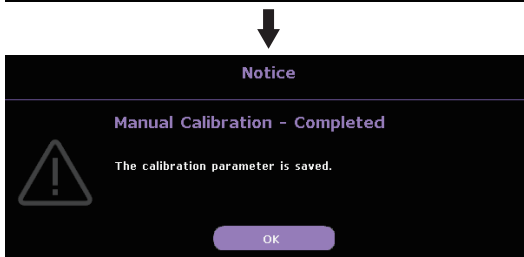 Notice
Manual Calibration - Completed
The calibration parameter is saved.
OK